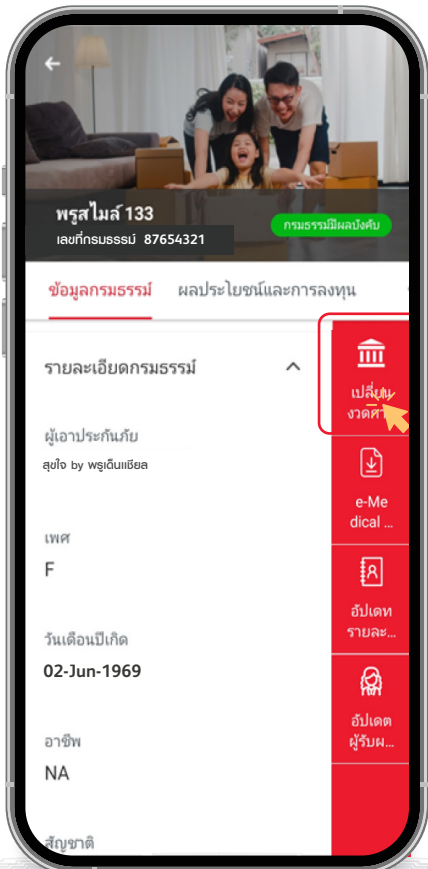 พรูสไมล์ 133
เลขที่กรมธรรม์ 87654321
กรมธรรม์มีผลบังคับ
ข้อมูลกรมธรรม์ ผลประโยชน์และการลงทุน
รายละเอียดกรมธรรม์
ผู้เอาประกันภัย
สุขใจ by พรูเด็นเชียล
เพศ
F
วันเดือนปีเกิด
02-Jun-1969
อาชีพ
NA
สัญชาติ
เปลี่ยน
e-Me
dical ...
อัปเดท
รายละ...
อัปเดต
ผู้รับผ...